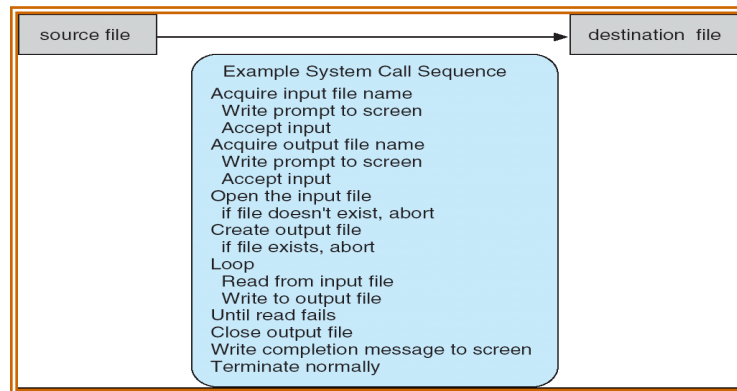 source file
destination file
Example System Call Sequence
Acquire input file name
Write prompt to screen
Accept input
Acquire output file name
Write prompt to screen
Accept input
Open the input file
if file doesn't exist, abort
Create output file
if file exists, abort
Loop
Read from input file
Write to output file
Until read fails
Close output file
Write completion message to screen
Terminate normally